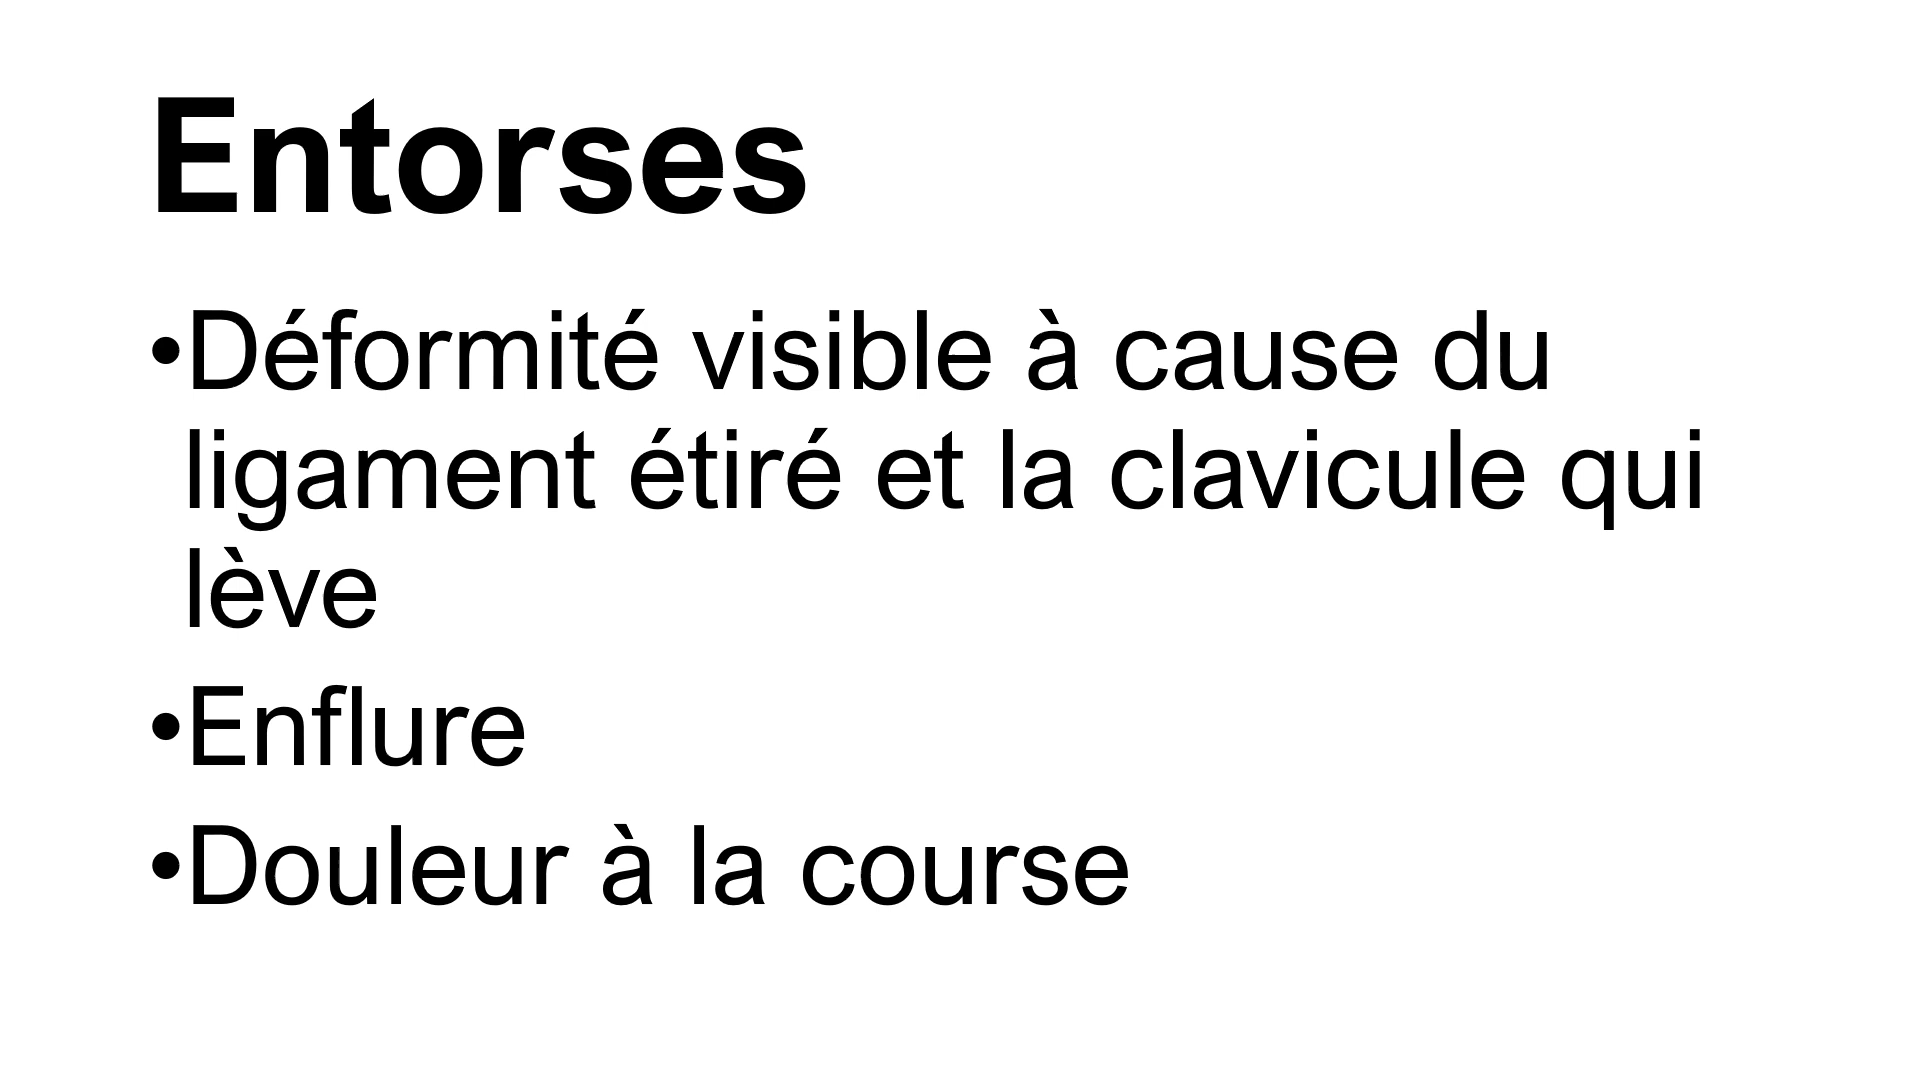 Entorses
•Déformité visible à cause du
ligament étiré et la clavicule qui
lève
•Enflure
•Douleur à la course